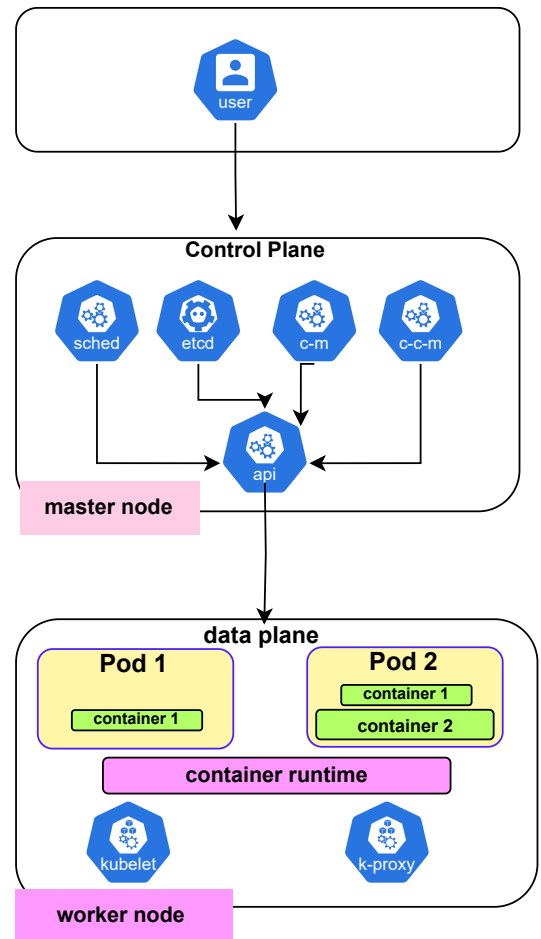 user
Control Plane
sched
etcd
c-m
c-c-m
api
master node
data plane
Pod 1
Pod 2
container 1
container 1
container 2
container runtime
kubelet
k-proxy
worker node